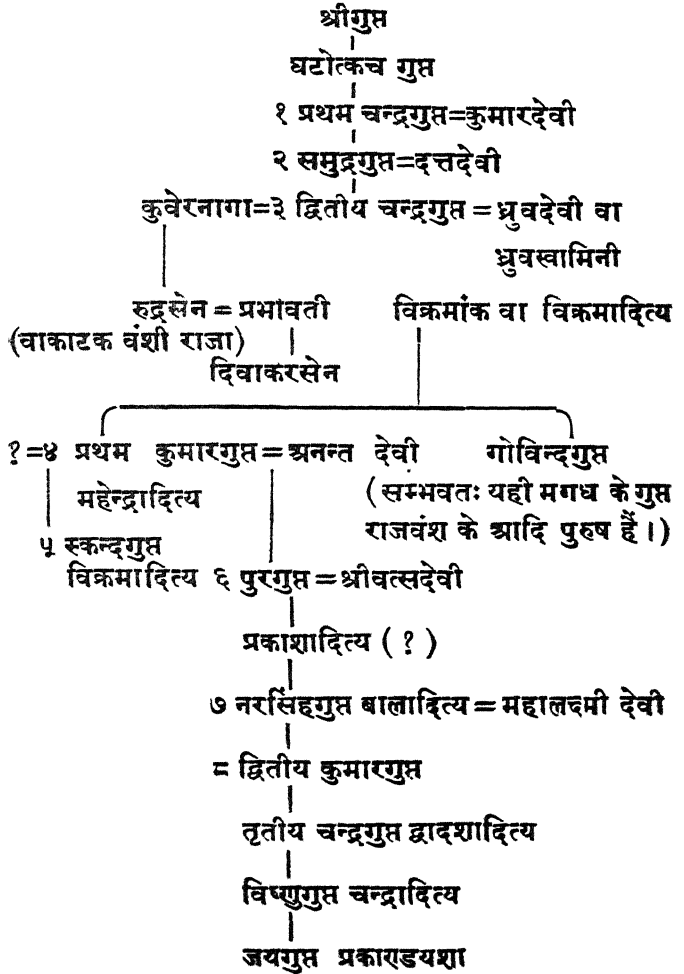 श्रीगुप्त
घटोत्कच गुप्त
१ प्रथम चन्द्रगुप्त=कुमारदेवी
२ समुद्रगुप्त=दत्तदेवी
कुवेरनागा=३ द्वितीय चन्द्रगुप्त = ध्रुवदेवी वा
ध्रुवस्वामिनी
रुद्रसेन = प्रभावती विक्रमांक वा विक्रमादित्य
(वाकाटक वंशी राजा)
दिवाकरसेन
?=४ प्रथम कुमारगुप्त=अनन्त देवी गोविन्दगुप्त
महेन्द्रादित्य (सम्भवतः यही मगध के गुप्त
राजवंश के आदि पुरुष हैं।)
५ स्कन्दगुप्त
विक्रमादित्य ६ पुरगुप्त=श्रीवत्सदेवी
प्रकाशादित्य (?)
७ नरसिंहगुप्त बालादित्य = महालक्ष्मी देवी
८ द्वितीय कुमारगुप्त
तृतीय चन्द्रगुप्त द्वादशादित्य
विष्णुगुप्त चन्द्रादित्य
जयगुप्त प्रकाण्डयशा